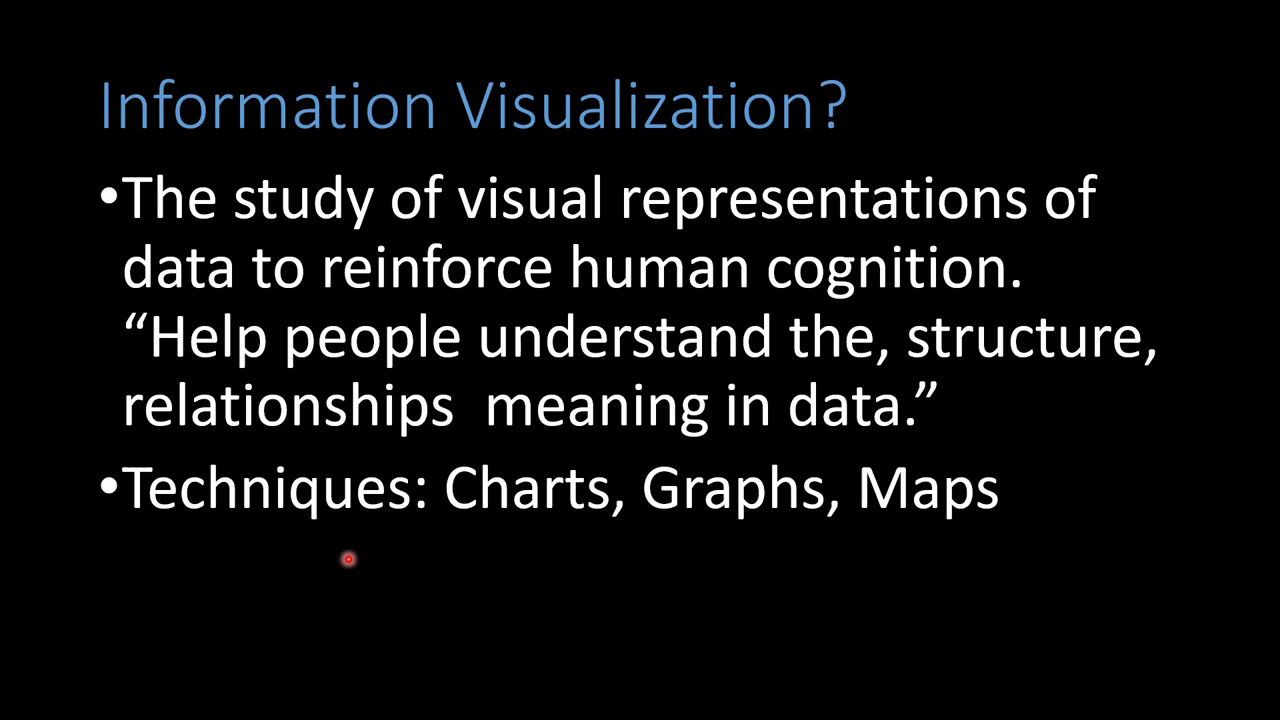 Information Visualization?
•The study of visual representations of
data to reinforce human cognition.
“Help people understand the, structure,
relationships  meaning in data.”
•Techniques: Charts, Graphs, Maps